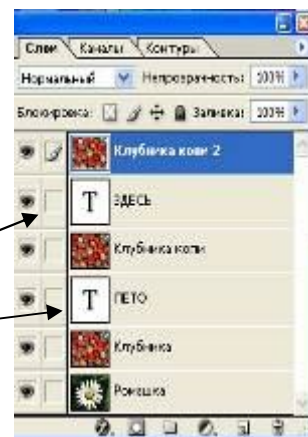 Слои Каналы Контуры
Нормальный Непрозрачность: 100%
Блокировка: Заливка: 100%
Клубника копи 2
T ЗДЕСЬ
Клубника копи
T ЛЕТО
Клубника
Ромашка